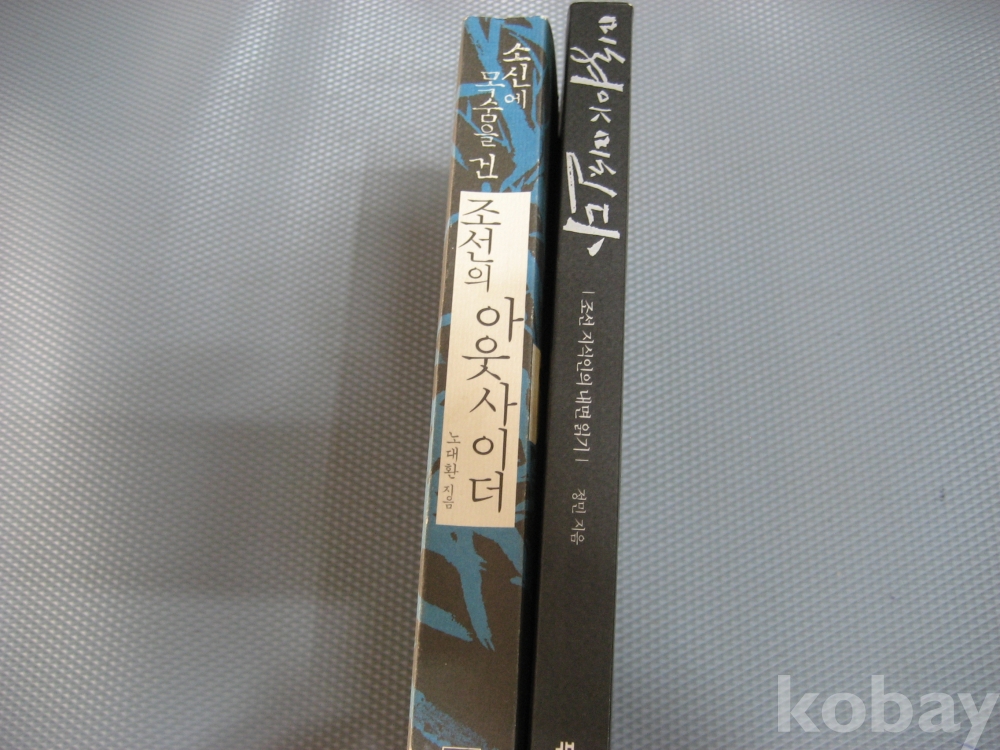 소신에
목숨을 건
조선의
아웃사이더
노대환 지음
미쳐야 미친다
| 조선 지식인의 내면 읽기 |
정민 지음
kobay